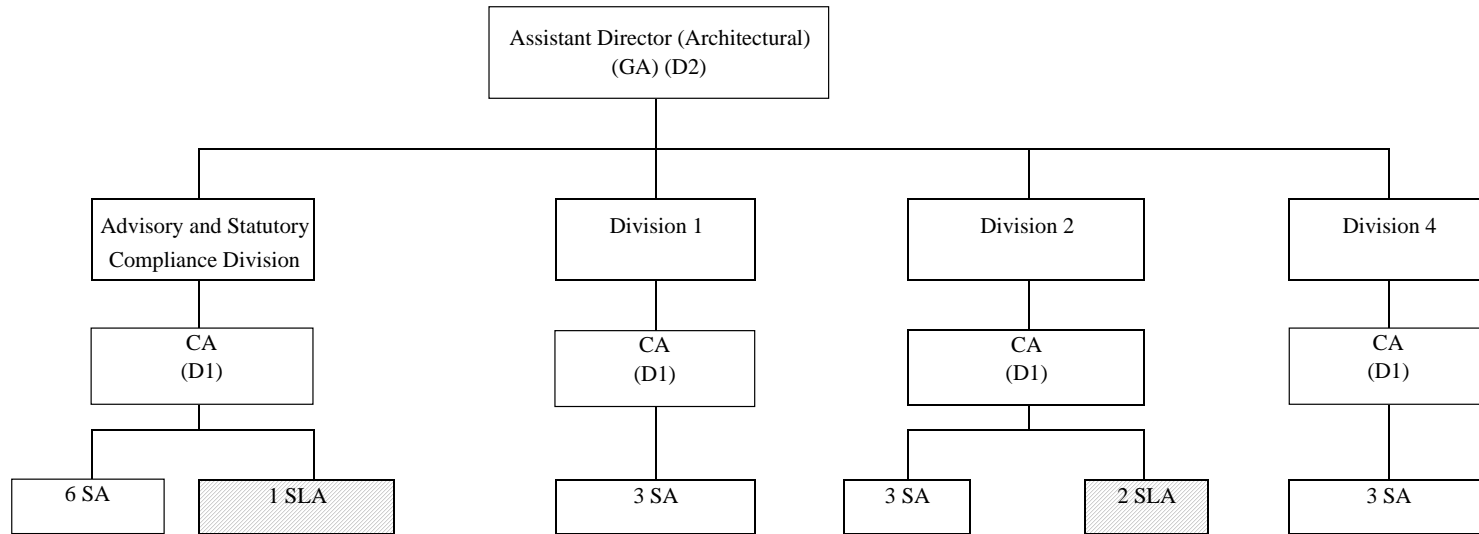 Assistant Director (Architectural)
(GA) (D2)
Advisory and Statutory
Compliance Division
Division 1
Division 2
Division 4
CA
(D1)
CA
(D1)
CA
(D1)
CA
(D1)
6 SA
1 SLA
3 SA
3 SA
2 SLA
3 SA